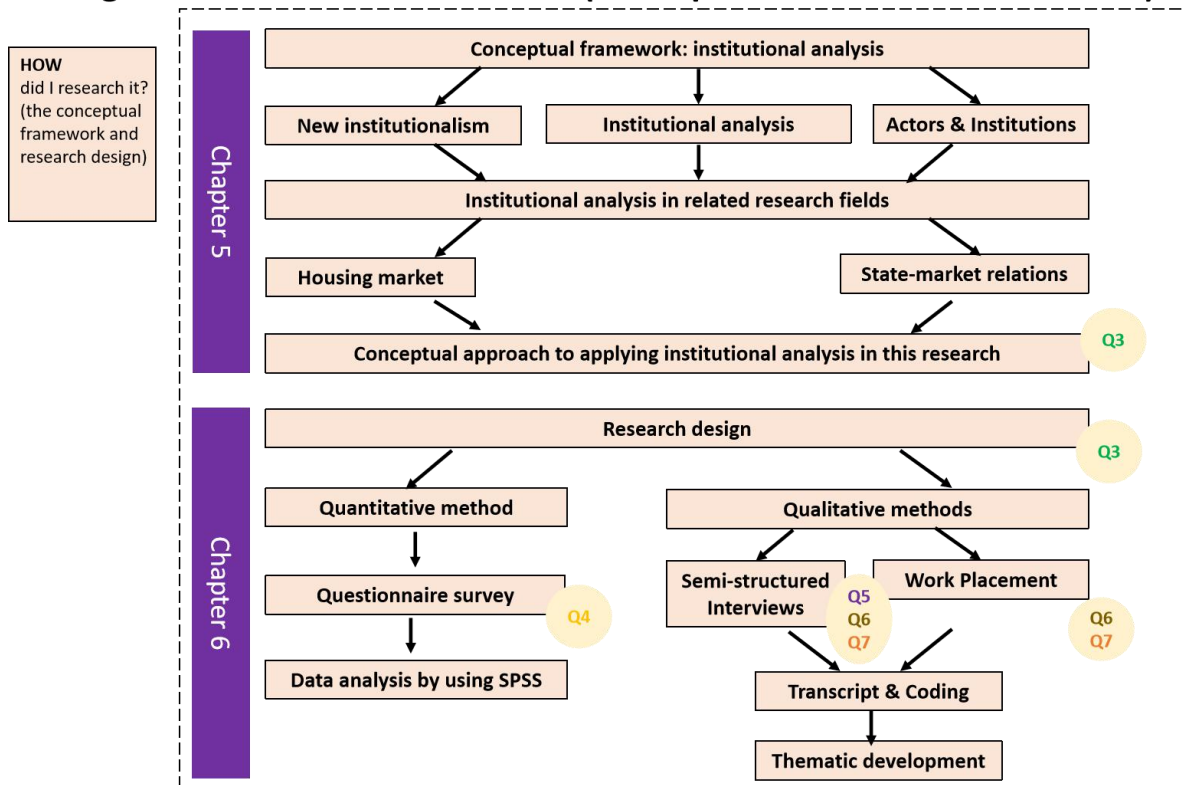 HOW
did I research it?
(the conceptual
framework and
research design)
Chapter 5
Conceptual framework: institutional analysis
New institutionalism
Institutional analysis
Actors & Institutions
Institutional analysis in related research fields
Housing market
State-market relations
Conceptual approach to applying institutional analysis in this research
Q3
Chapter 6
Research design
Q3
Quantitative method
Qualitative methods
Questionnaire survey
Q4
Semi-structured
Interviews
Q5
Q6
Q7
Work Placement
Q6
Q7
Data analysis by using SPSS
Transcript & Coding
Thematic development